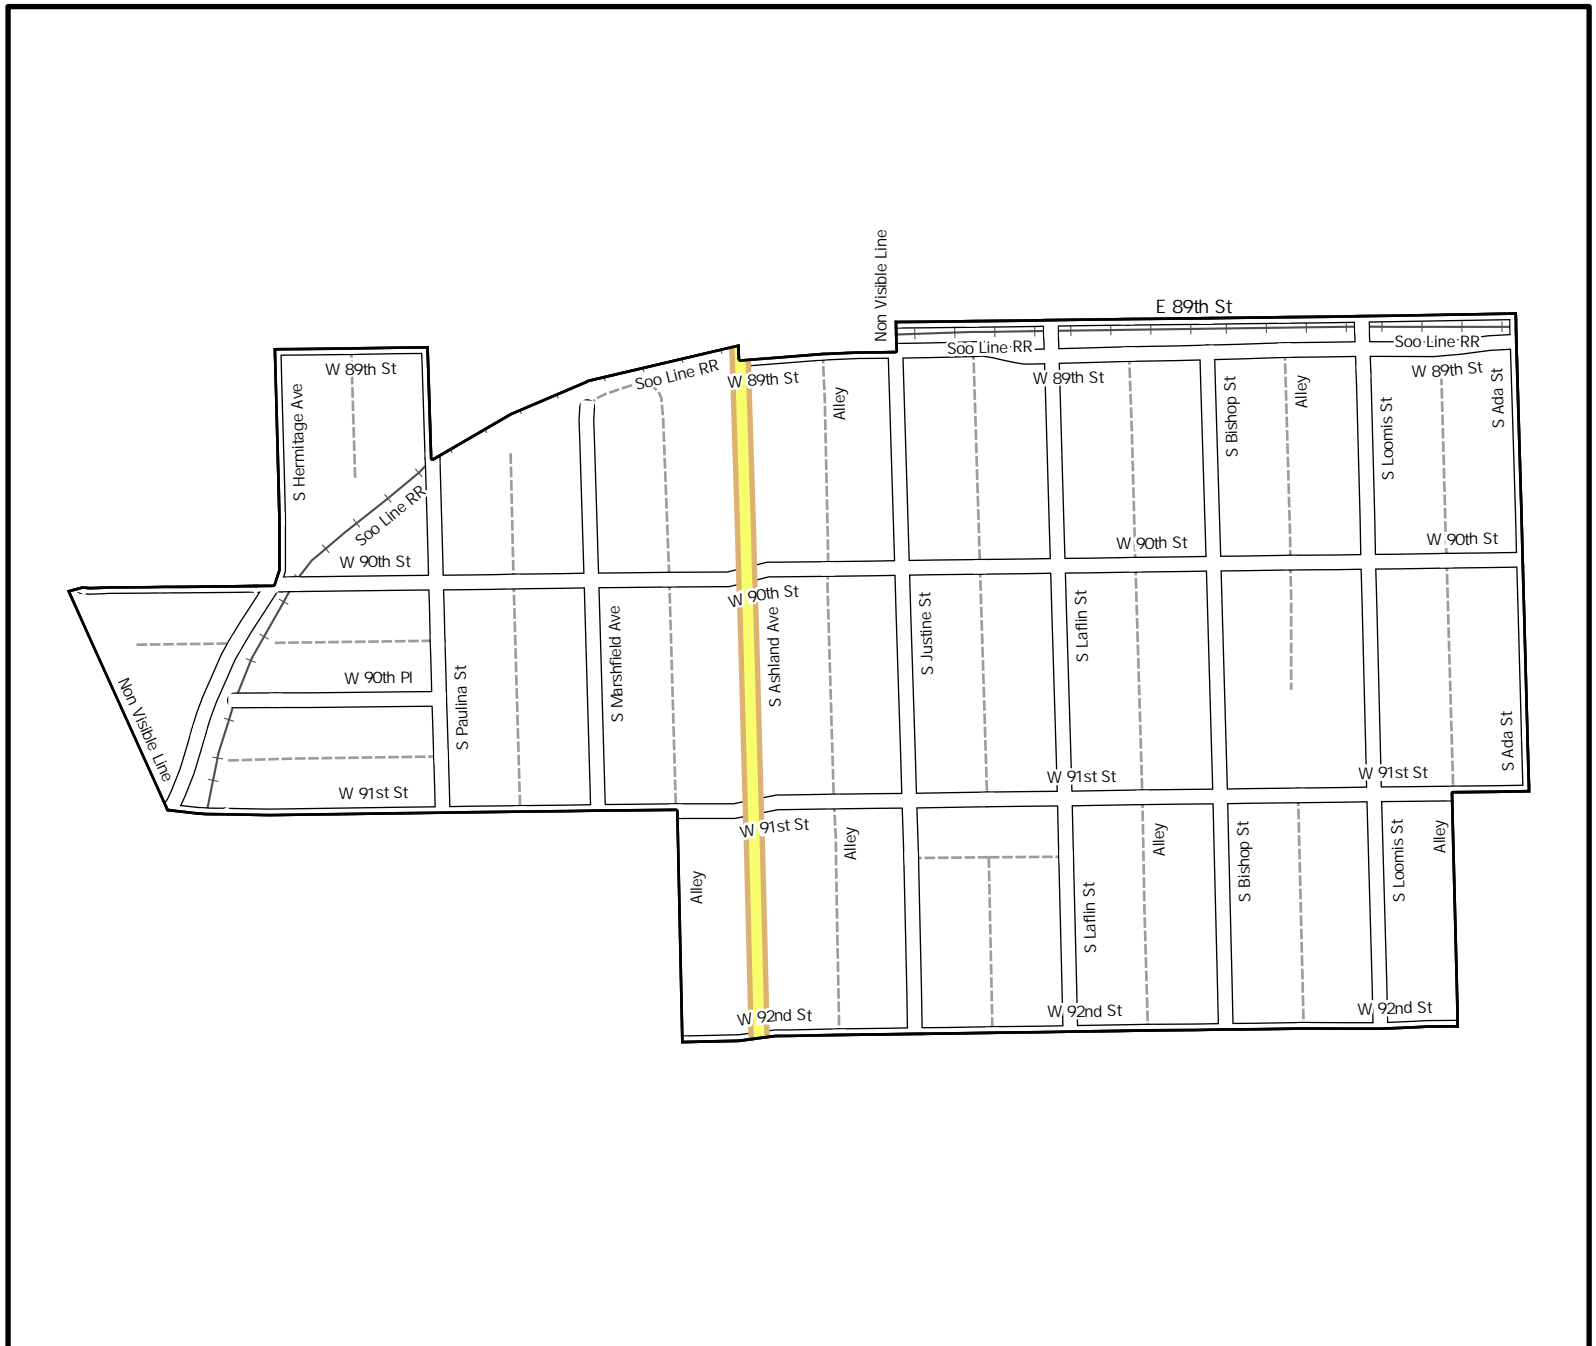 Non Visible Line
E 89th St
Soo Line RR
Soo Line RR
W 89th St
Soo Line RR
W 89th St
W 89th St
W 89th St
S Hermitage Ave
Alley
S Bishop St
Alley
S Loomis St
S Ada St
Soo Line RR
W 90th St
W 90th St
W 90th St
W 90th St
Non Visible Line
W 90th Pl
S Paulina St
S Marshfield Ave
S Ashland Ave
S Justine St
S Laflin St
S Ada St
W 91st St
W 91st St
W 91st St
W 91st St
Alley
Alley
S Laflin St
Alley
S Bishop St
S Loomis St
Alley
W 92nd St
W 92nd St
W 92nd St